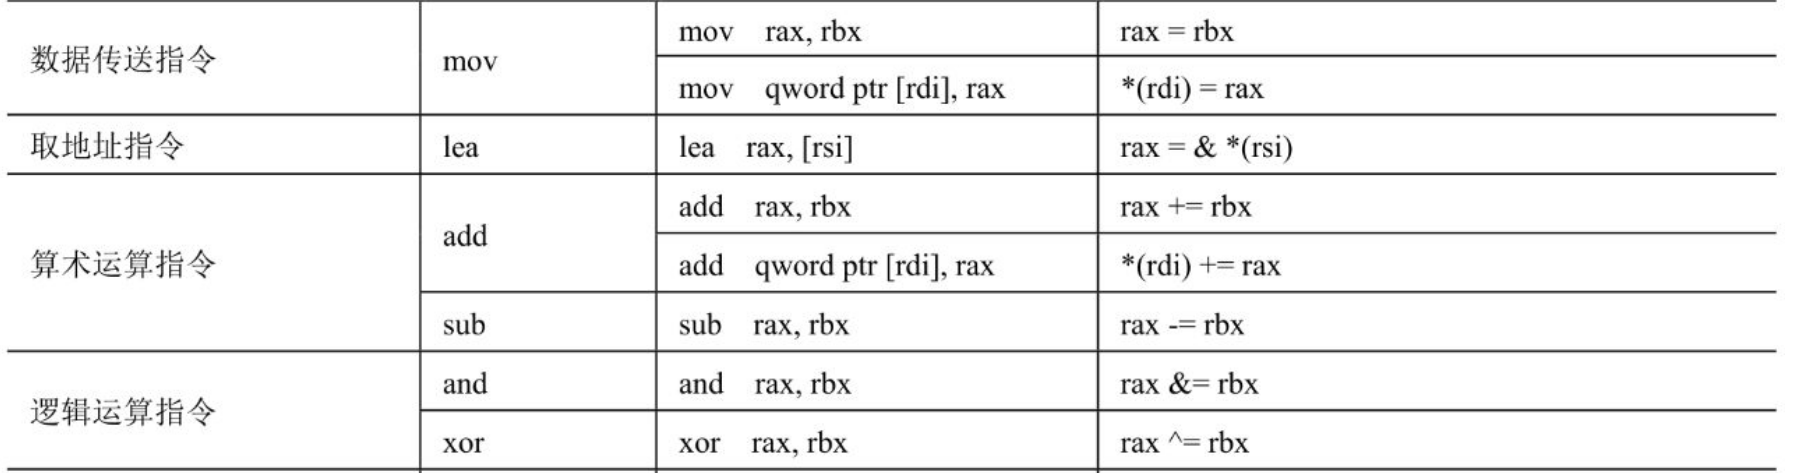 数据传送指令 mov mov rax, rbx rax = rbx
mov qword ptr [rdi], rax *(rdi) = rax
取地址指令 lea lea rax, [rsi] rax = & *(rsi)
算术运算指令 add add rax, rbx rax += rbx
add qword ptr [rdi], rax *(rdi) += rax
sub sub rax, rbx rax -= rbx
逻辑运算指令 and and rax, rbx rax &= rbx
xor xor rax, rbx rax ^= rbx